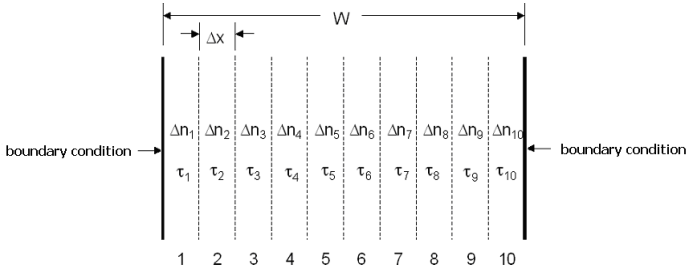 W
Δx
Δn₁ Δn₂ Δn₃ Δn₄ Δn₅ Δn₆ Δn₇ Δn₈ Δn₉ Δn₁₀
boundary condition
boundary condition
τ₁ τ₂ τ₃ τ₄ τ₅ τ₆ τ₇ τ₈ τ₉ τ₁₀
1 2 3 4 5 6 7 8 9 10